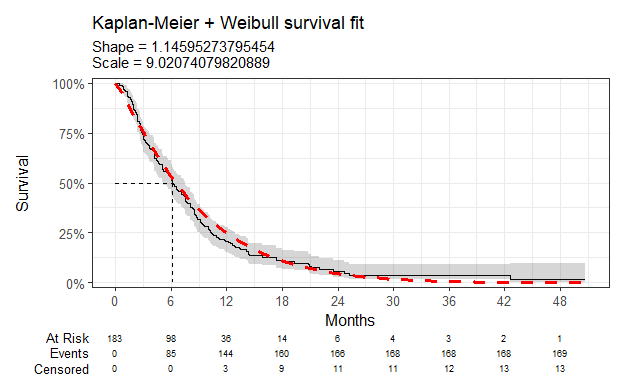 Kaplan-Meier + Weibull survival fit
Shape = 1.14595273795454
Scale = 9.02074079820889
100%
75%
50%
25%
0%
Survival
0 6 12 18 24 30 36 42 48
Months
At Risk 183 98 36 14 6 4 3 2 1
Events 0 85 144 160 166 168 168 168 169
Censored 0 0 3 9 11 11 12 13 13